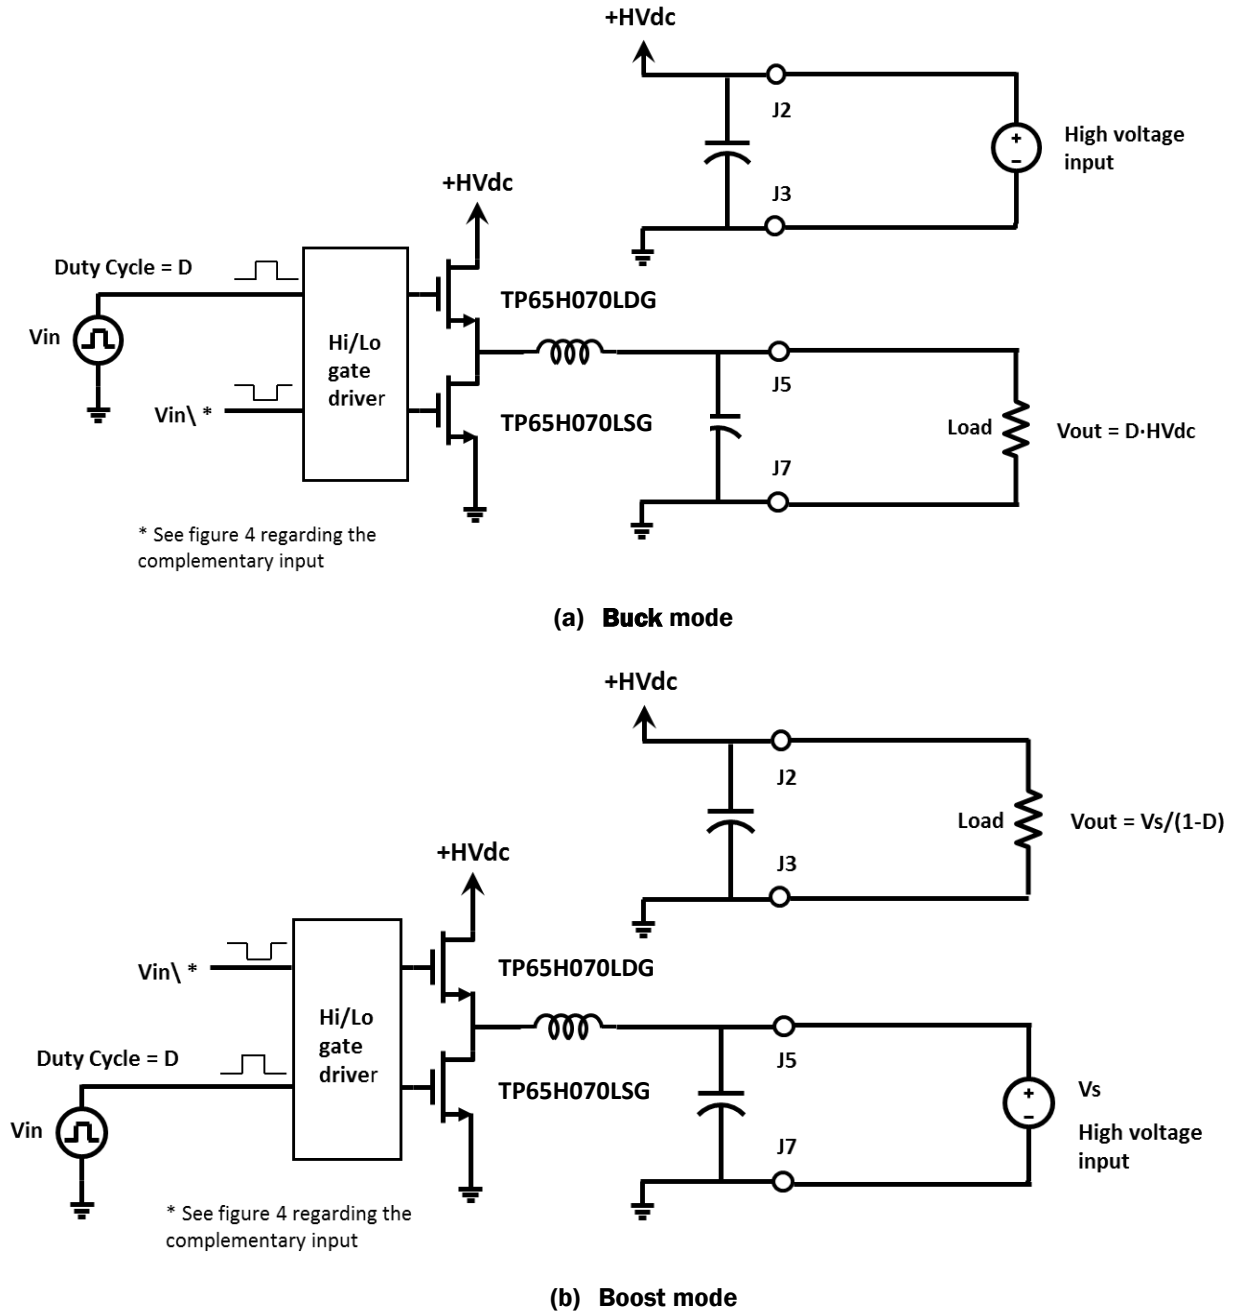 +HVdc
J2
High voltage
input
J3
+HVdc
Duty Cycle = D
TP65H070LDG
Vin
Hi/Lo
gate
driver
J5
Vin\ *
TP65H070LSG
Load
Vout = D·HVdc
J7
* See figure 4 regarding the
complementary input
(a) Buck mode
+HVdc
J2
Load
Vout = Vs/(1-D)
J3
+HVdc
Vin\ *
TP65H070LDG
Hi/Lo
gate
driver
J5
Duty Cycle = D
TP65H070LSG
Vs
Vin
High voltage
input
J7
* See figure 4 regarding the
complementary input
(b) Boost mode